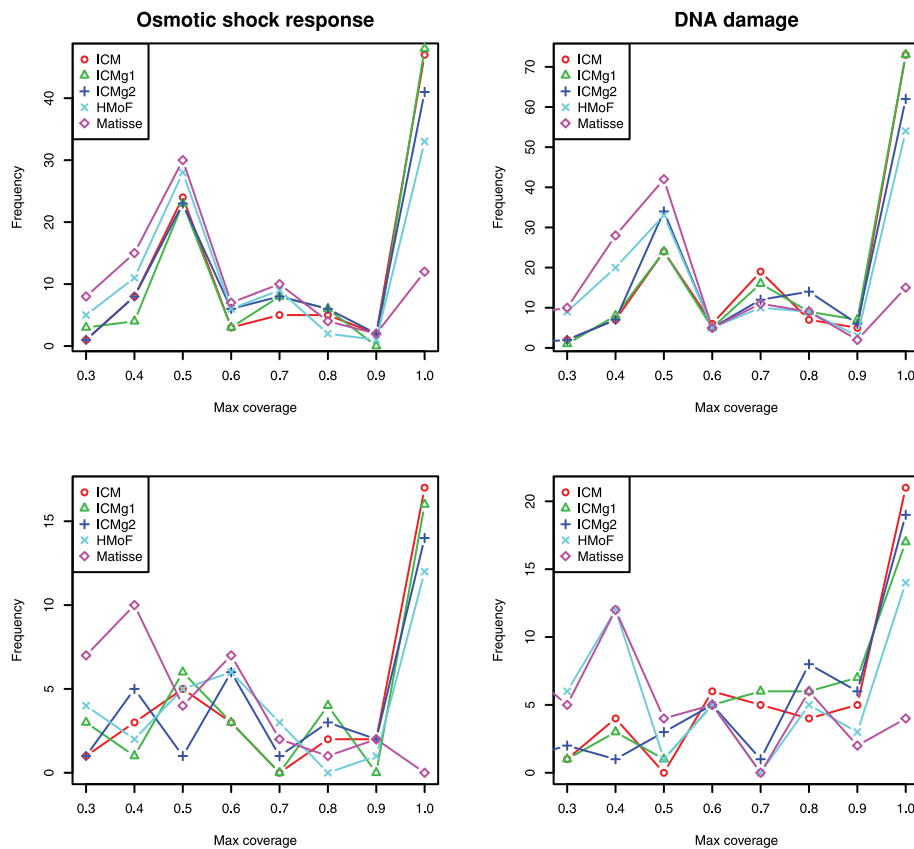 Osmotic shock response
DNA damage
ICM
ICMg1
ICMg2
HMoF
Matisse
Frequency
0 10 20 30 40
0.3 0.4 0.5 0.6 0.7 0.8 0.9 1.0
Max coverage
ICM
ICMg1
ICMg2
HMoF
Matisse
Frequency
0 10 20 30 40 50 60 70
0.3 0.4 0.5 0.6 0.7 0.8 0.9 1.0
Max coverage
ICM
ICMg1
ICMg2
HMoF
Matisse
Frequency
0 5 10 15
0.3 0.4 0.5 0.6 0.7 0.8 0.9 1.0
Max coverage
ICM
ICMg1
ICMg2
HMoF
Matisse
Frequency
0 5 10 15 20
0.3 0.4 0.5 0.6 0.7 0.8 0.9 1.0
Max coverage